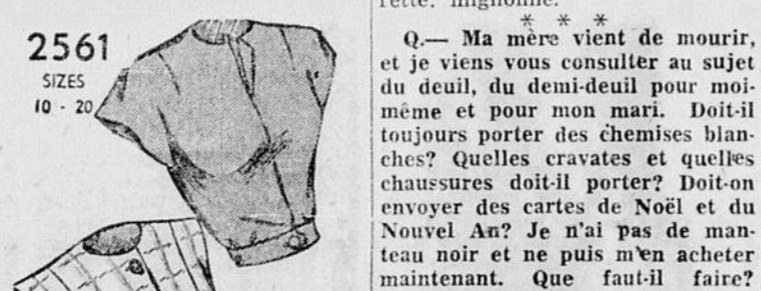 2561
SIZES
10 - 20
rette. mignonne.
* * *
Q.— Ma mère vient de mourir,
et je viens vous consulter au sujet
du deuil, du demi-deuil pour moi-
même et pour mon mari. Doit-il
toujours porter des chemises blan-
ches? Quelles cravates et quelles
chaussures doit-il porter? Doit-on
envoyer des cartes de Noël et du
Nouvel An? Je n'ai pas de man-
teau noir et ne puis m'en acheter
maintenant. Que faut-il faire?